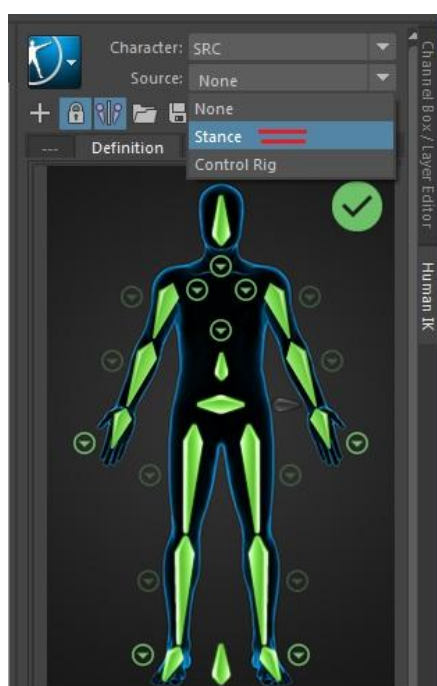 Character: SRC
Source: None
None
Stance
Control Rig
--- Definition
Channel Box / Layer Editor
Human IK